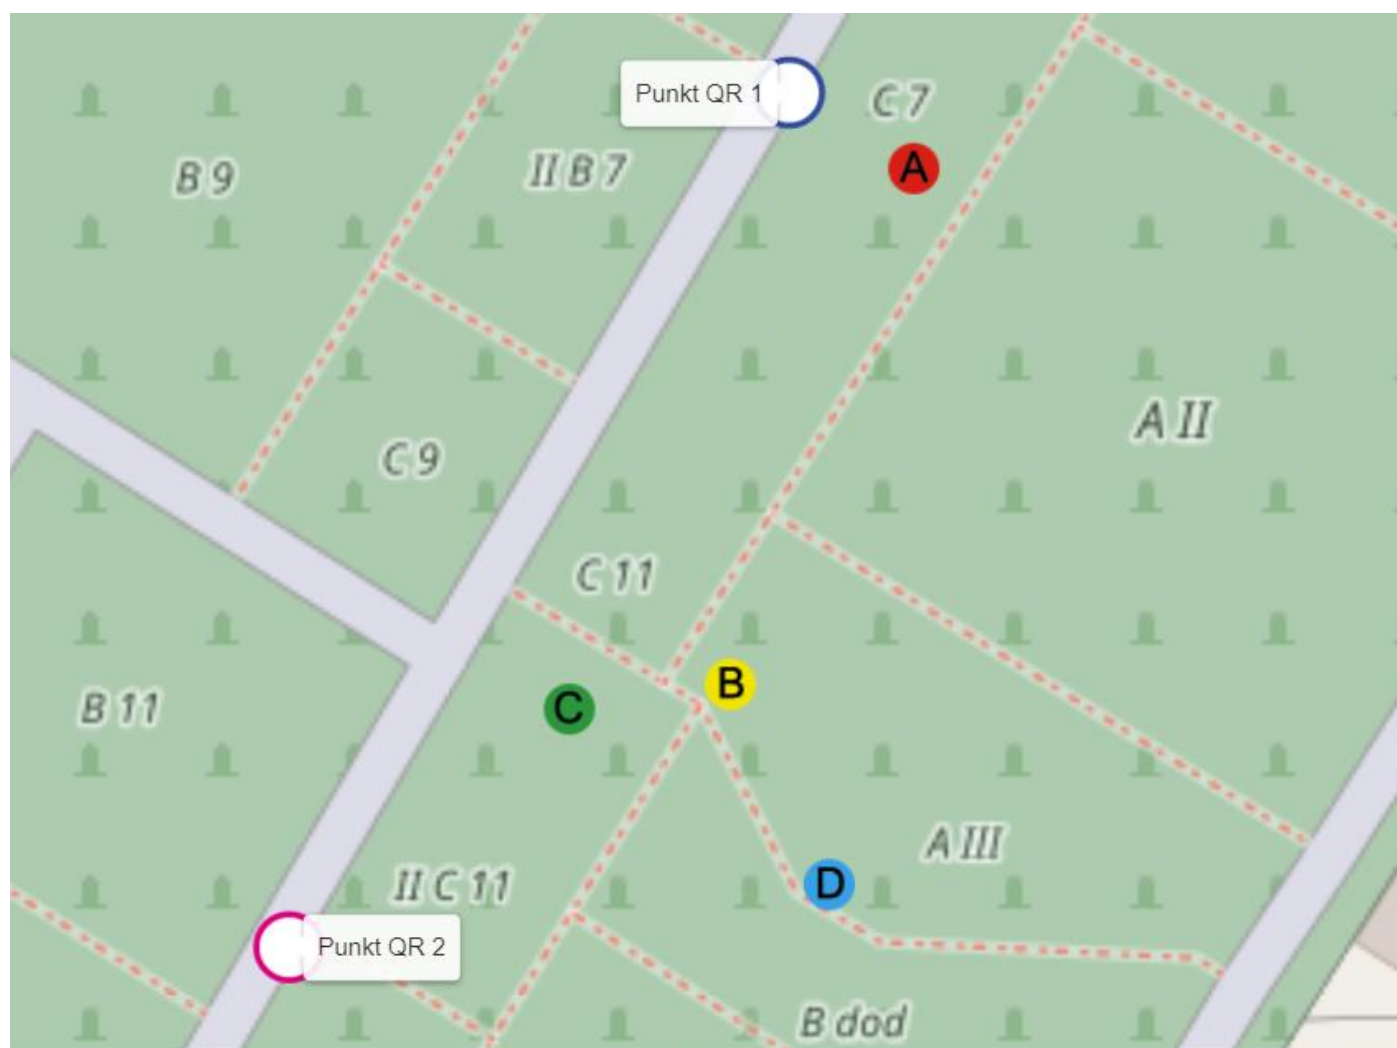 Punkt QR 1
C 7
A
B 9
II B 7
A II
C 9
C 11
B
C
B 11
A III
D
II C 11
Punkt QR 2
B dod